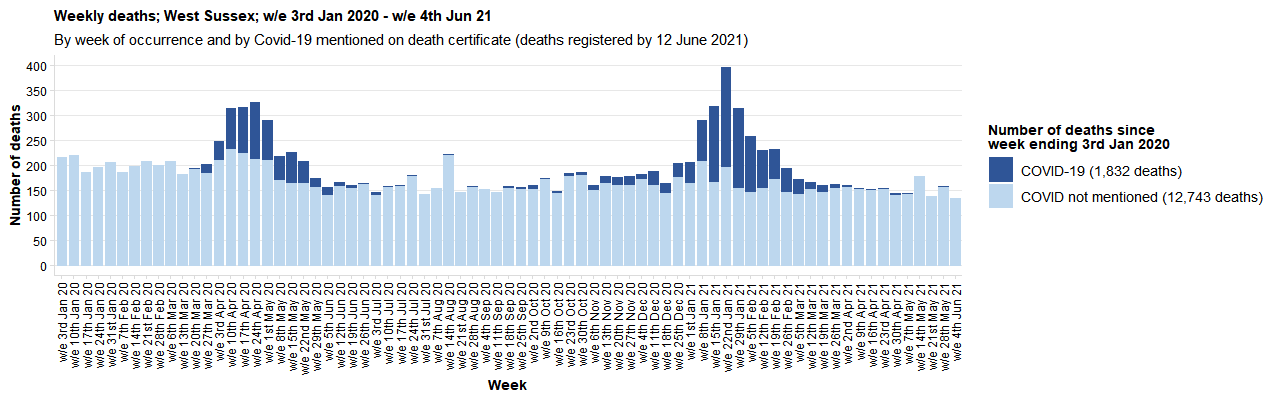 Weekly deaths; West Sussex; w/e 3rd Jan 2020 - w/e 4th Jun 21
By week of occurrence and by Covid-19 mentioned on death certificate (deaths registered by 12 June 2021)
Number of deaths
400
350
300
250
200
150
100
50
0
w/e 3rd Jan 20
w/e 10th Jan 20
w/e 17th Jan 20
w/e 24th Jan 20
w/e 31st Jan 20
w/e 7th Feb 20
w/e 14th Feb 20
w/e 21st Feb 20
w/e 28th Feb 20
w/e 6th Mar 20
w/e 13th Mar 20
w/e 20th Mar 20
w/e 27th Mar 20
w/e 3rd Apr 20
w/e 10th Apr 20
w/e 17th Apr 20
w/e 24th Apr 20
w/e 1st May 20
w/e 8th May 20
w/e 15th May 20
w/e 22nd May 20
w/e 29th May 20
w/e 5th Jun 20
w/e 12th Jun 20
w/e 19th Jun 20
w/e 26th Jun 20
w/e 3rd Jul 20
w/e 10th Jul 20
w/e 17th Jul 20
w/e 24th Jul 20
w/e 31st Jul 20
w/e 7th Aug 20
w/e 14th Aug 20
w/e 21st Aug 20
w/e 28th Aug 20
w/e 4th Sep 20
w/e 11th Sep 20
w/e 18th Sep 20
w/e 25th Sep 20
w/e 2nd Oct 20
w/e 9th Oct 20
w/e 16th Oct 20
w/e 23rd Oct 20
w/e 30th Oct 20
w/e 6th Nov 20
w/e 13th Nov 20
w/e 20th Nov 20
w/e 27th Nov 20
w/e 4th Dec 20
w/e 11th Dec 20
w/e 18th Dec 20
w/e 25th Dec 20
w/e 1st Jan 21
w/e 8th Jan 21
w/e 15th Jan 21
w/e 22nd Jan 21
w/e 29th Jan 21
w/e 5th Feb 21
w/e 12th Feb 21
w/e 19th Feb 21
w/e 26th Feb 21
w/e 5th Mar 21
w/e 12th Mar 21
w/e 19th Mar 21
w/e 26th Mar 21
w/e 2nd Apr 21
w/e 9th Apr 21
w/e 16th Apr 21
w/e 23rd Apr 21
w/e 30th Apr 21
w/e 7th May 21
w/e 14th May 21
w/e 21st May 21
w/e 28th May 21
w/e 4th Jun 21
Week
Number of deaths since
week ending 3rd Jan 2020
COVID-19 (1,832 deaths)
COVID not mentioned (12,743 deaths)